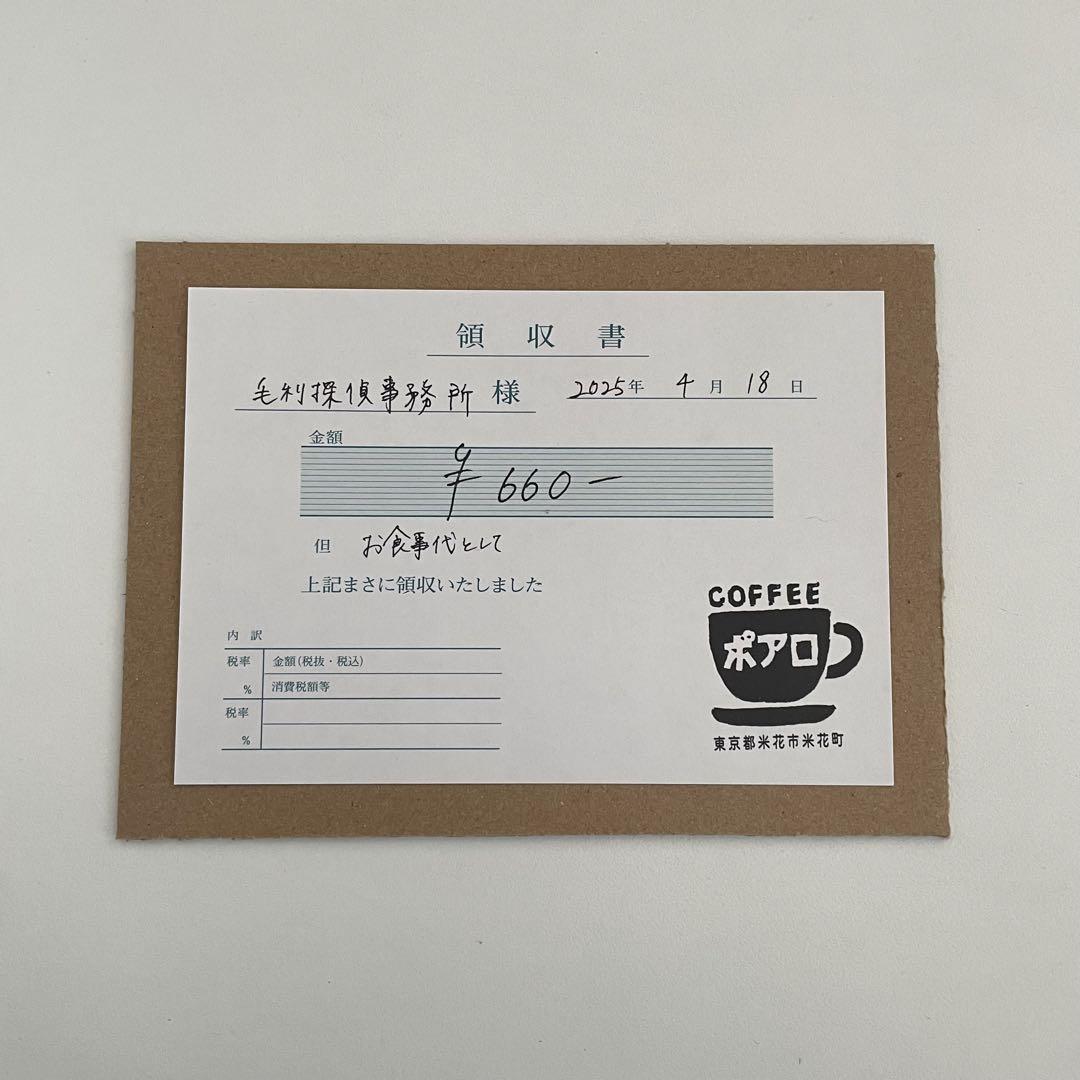 領収書
毛利探偵事務所 様 2025年 4月 18日
金額
¥660-
但 お食事代として
上記まさに領収いたしました
内訳
税率 金額(税抜・税込)
% 消費税額等
税率
%
COFFEE
ポアロ
東京都米花市米花町